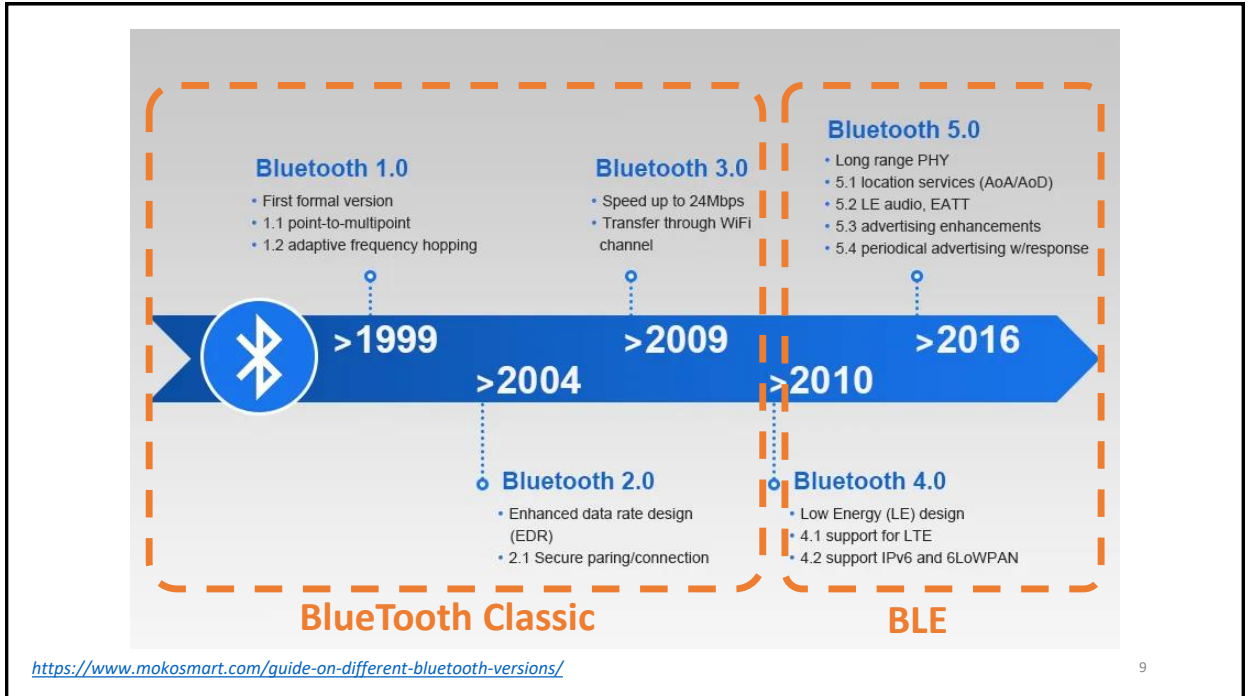 Bluetooth 1.0
• First formal version
• 1.1 point-to-multipoint
• 1.2 adaptive frequency hopping
Bluetooth 3.0
• Speed up to 24Mbps
• Transfer through WiFi
channel
Bluetooth 5.0
• Long range PHY
• 5.1 location services (AoA/AoD)
• 5.2 LE audio, EATT
• 5.3 advertising enhancements
• 5.4 periodical advertising w/response
>1999
>2004
>2009
>2010
>2016
Bluetooth 2.0
• Enhanced data rate design
(EDR)
• 2.1 Secure paring/connection
Bluetooth 4.0
• Low Energy (LE) design
• 4.1 support for LTE
• 4.2 support IPv6 and 6LoWPAN
BlueTooth Classic
BLE
https://www.mokosmart.com/guide-on-different-bluetooth-versions/
9